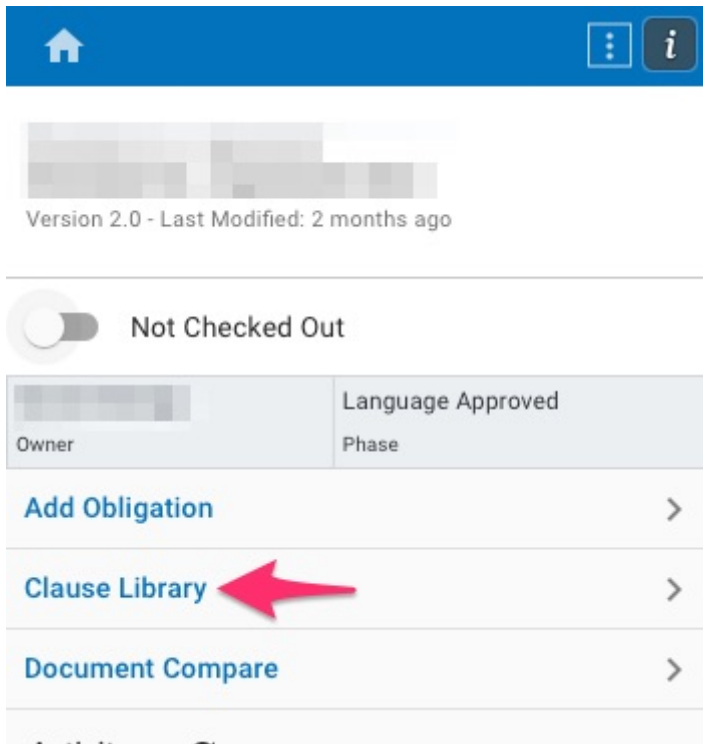 i
Version 2.0 - Last Modified: 2 months ago
Not Checked Out
Language Approved
Owner
Phase
Add Obligation
Clause Library
Document Compare